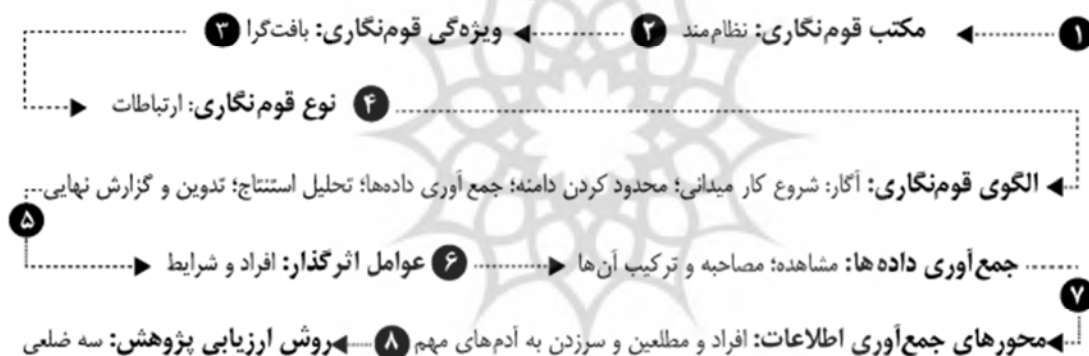 ۱ مکتب قوم‌نگاری: نظام‌مند ۲ ویژه‌گی قوم‌نگاری: بافت‌گرا ۳
۴ نوع قوم‌نگاری: ارتباطات
الگوی قوم‌نگاری: آگار: شروع کار میدانی؛ محدود کردن دامنه؛ جمع آوری داده‌ها؛ تحلیل استنتاج؛ تدوین و گزارش نهایی
۵
جمع‌آوری داده‌ها: مشاهده؛ مصاحبه و ترکیب آن‌ها ۶ عوامل اثرگذار: افراد و شرایط
۷
محورهای جمع‌آوری اطلاعات: افراد و مطلعین و سرزدن به آدم‌های مهم ۸ روش ارزیابی پژوهش: سه ضلعی